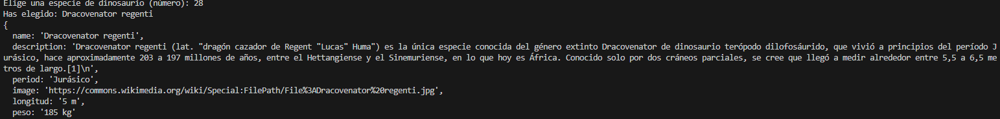 Elige una especie de dinosaurio (número): 28
Has elegido: Dracovenator regenti
{
  name: 'Dracovenator regenti',
  description: 'Dracovenator regenti (lat. "dragón cazador de Regent "Lucas" Huma") es la única especie conocida del género extinto Dracovenator de dinosaurio terópodo dilofosáurido, que vivió a principios del período J
urásico, hace aproximadamente 203 a 197 millones de años, entre el Hettangiense y el Sinemuriense, en lo que hoy es África. Conocido solo por dos cráneos parciales, se cree que llegó a medir alrededor entre 5,5 a 6,5 me
tros de largo.[1]\n',
  period: 'Jurásico',
  image: 'https://commons.wikimedia.org/wiki/Special:FilePath/File%3ADracovenator%20regenti.jpg',
  longitud: '5 m',
  peso: '185 kg'